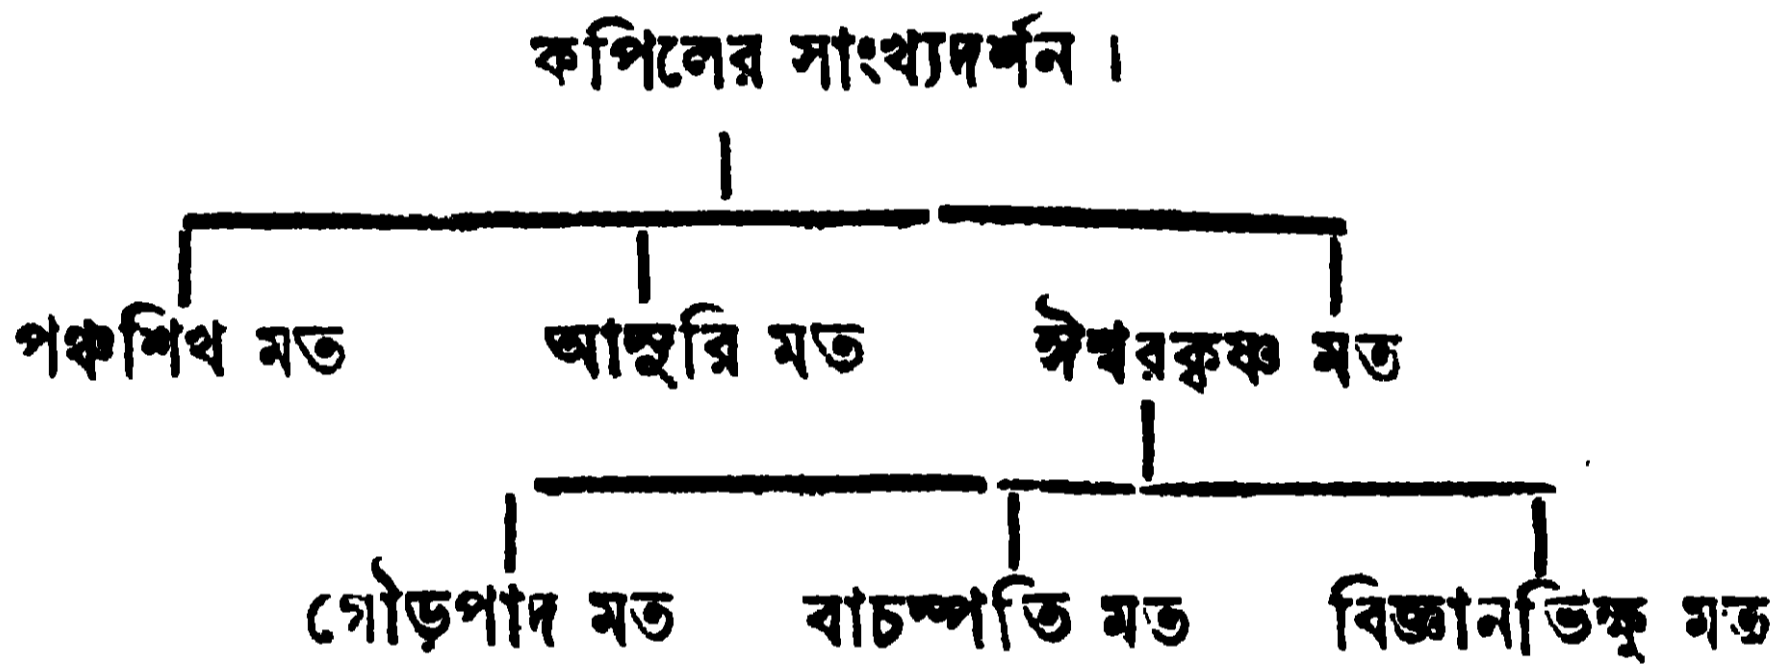 কপিলের সাংখ্যদর্শন ।
পঞ্চশিখ মত আসুরি মত ঈশ্বরকৃষ্ণ মত
গৌড়পাদ মত বাচস্পতি মত বিজ্ঞানভিক্ষু মত